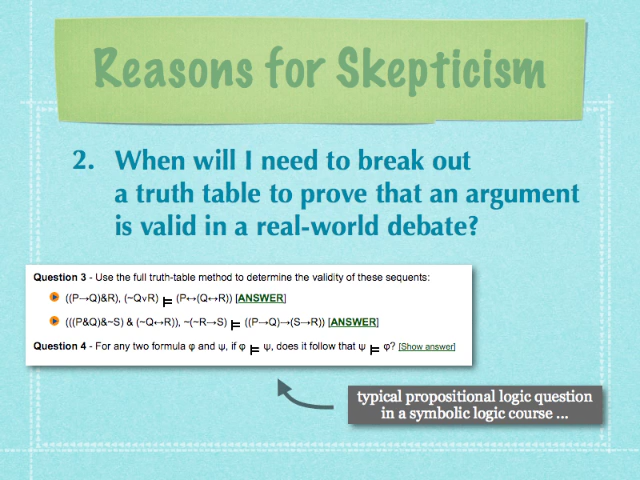 Reasons for Skepticism
2. When will I need to break out
a truth table to prove that an argument
is valid in a real-world debate?
Question 3 - Use the full truth-table method to determine the validity of these sequents:
((P→Q)&R), (~QvR) ⊨ (P↔(Q↔R)) [ANSWER]
(((P&Q)&~S) & (~Q↔R)), ~(~R→S) ⊨ ((P→Q)→(S→R)) [ANSWER]
Question 4 - For any two formula φ and ψ, if φ ⊨ ψ, does it follow that ψ ⊨ φ? [Show answer]
typical propositional logic question
in a symbolic logic course ...